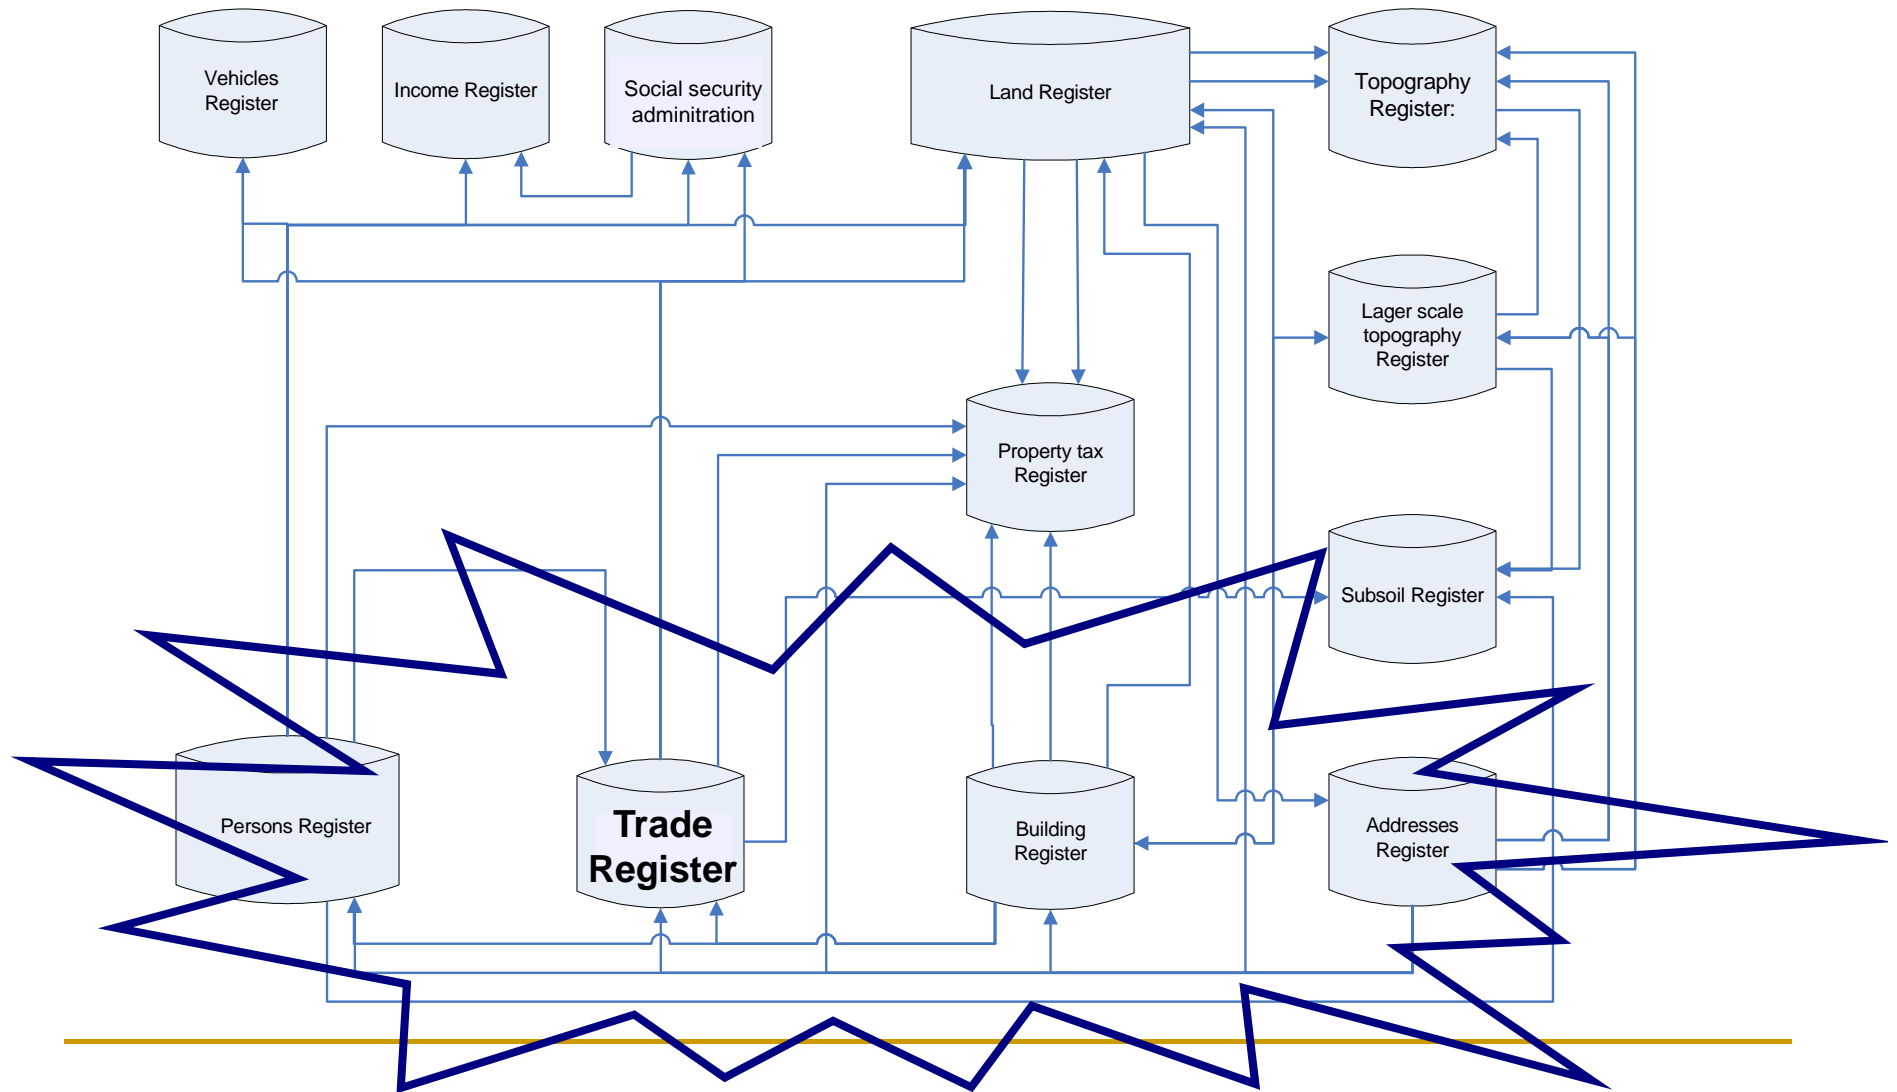 Vehicles
Register
Income Register
Social security
adminitration
Land Register
Topography
Register:
Lager scale
topography
Register
Property tax
Register
Subsoil Register
Persons Register
Trade
Register
Building
Register
Addresses
Register